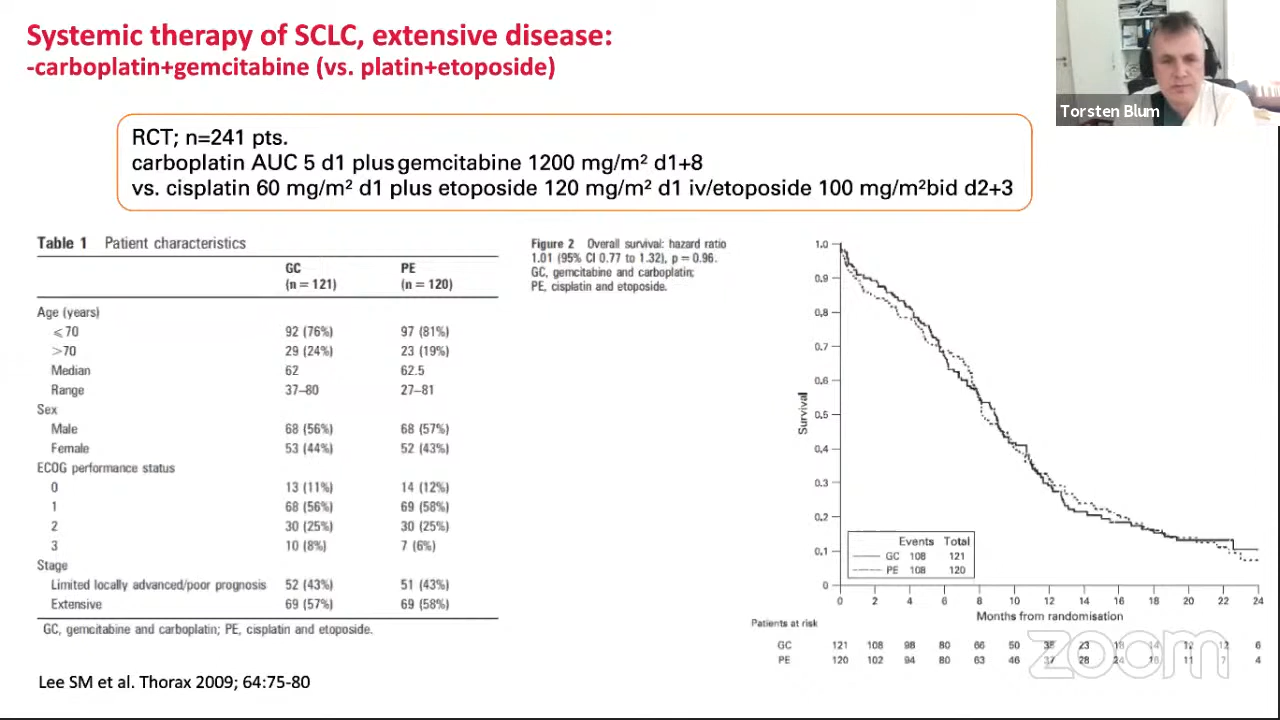 Systemic therapy of SCLC, extensive disease:
-carboplatin+gemcitabine (vs. platin+etoposide)
Torsten Blum
RCT; n=241 pts.
carboplatin AUC 5 d1 plus gemcitabine 1200 mg/m² d1+8
vs. cisplatin 60 mg/m² d1 plus etoposide 120 mg/m² d1 iv/etoposide 100 mg/m²bid d2+3
Table 1 Patient characteristics
GC PE
(n = 121) (n = 120)
Age (years)
⩽70 92 (76%) 97 (81%)
>70 29 (24%) 23 (19%)
Median 62 62.5
Range 37–80 27–81
Sex
Male 68 (56%) 68 (57%)
Female 53 (44%) 52 (43%)
ECOG performance status
0 13 (11%) 14 (12%)
1 68 (56%) 69 (58%)
2 30 (25%) 30 (25%)
3 10 (8%) 7 (6%)
Stage
Limited locally advanced/poor prognosis 52 (43%) 51 (43%)
Extensive 69 (57%) 69 (58%)
GC, gemcitabine and carboplatin; PE, cisplatin and etoposide.
Figure 2 Overall survival: hazard ratio
1.01 (95% CI 0.77 to 1.32), p = 0.96.
GC, gemcitabine and carboplatin;
PE, cisplatin and etoposide.
1.0
0.9
0.8
0.7
0.6
0.5
0.4
0.3
0.2
0.1
0
Survival
Events Total
GC 108 121
PE 108 120
0 2 4 6 8 10 12 14 16 18 20 22 24
Months from randomisation
Patients at risk
GC 121 108 98 80 66 50 23 6
PE 120 102 94 80 63 46 37 28 24 11 7 4
zoom
Lee SM et al. Thorax 2009; 64:75-80